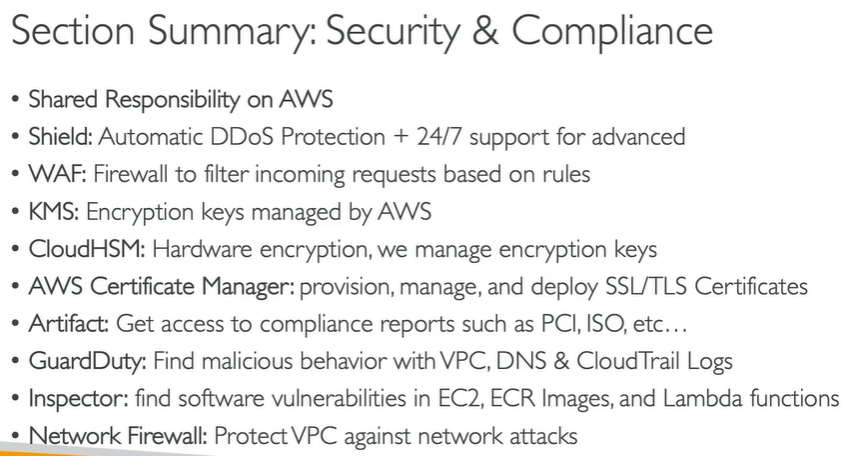 Section Summary: Security & Compliance
• Shared Responsibility on AWS
• Shield: Automatic DDoS Protection + 24/7 support for advanced
• WAF: Firewall to filter incoming requests based on rules
• KMS: Encryption keys managed by AWS
• CloudHSM: Hardware encryption, we manage encryption keys
• AWS Certificate Manager: provision, manage, and deploy SSL/TLS Certificates
• Artifact: Get access to compliance reports such as PCI, ISO, etc…
• GuardDuty: Find malicious behavior with VPC, DNS & CloudTrail Logs
• Inspector: find software vulnerabilities in EC2, ECR Images, and Lambda functions
• Network Firewall: Protect VPC against network attacks